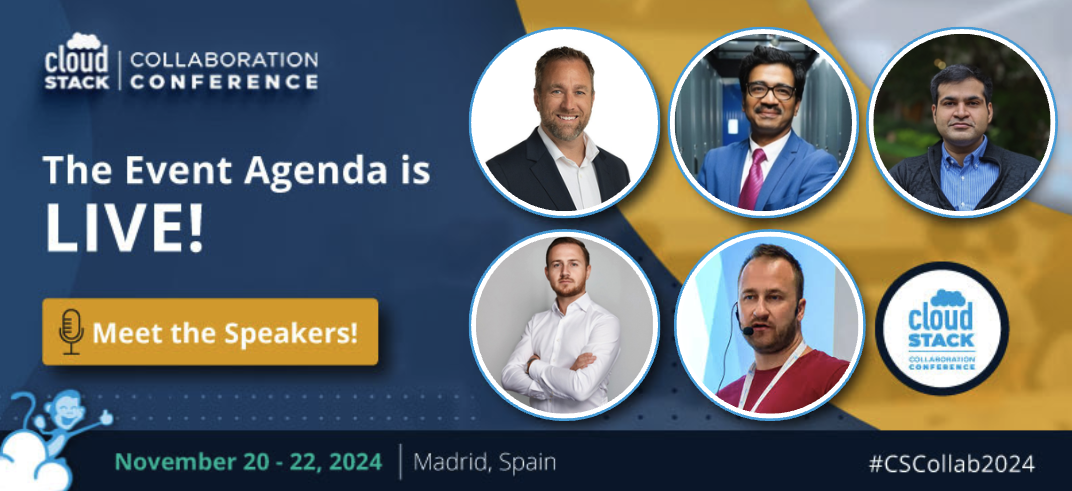 cloud
STACK
COLLABORATION
CONFERENCE
The Event Agenda is
LIVE!
Meet the Speakers!
cloud
STACK
COLLABORATION
CONFERENCE
November 20 - 22, 2024
Madrid, Spain
#CSCollab2024